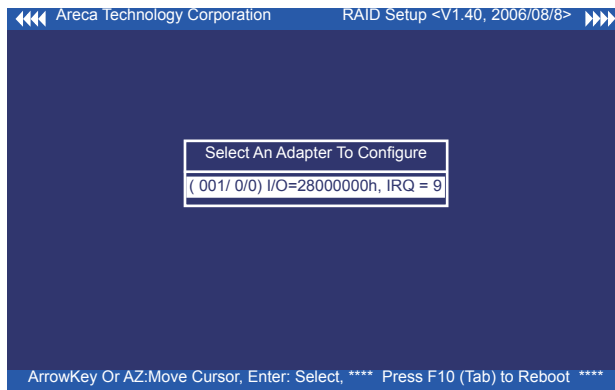 Areca Technology Corporation RAID Setup <V1.40, 2006/08/8>
Select An Adapter To Configure
( 001/ 0/0) I/O=28000000h, IRQ = 9
ArrowKey Or AZ:Move Cursor, Enter: Select, **** Press F10 (Tab) to Reboot ****